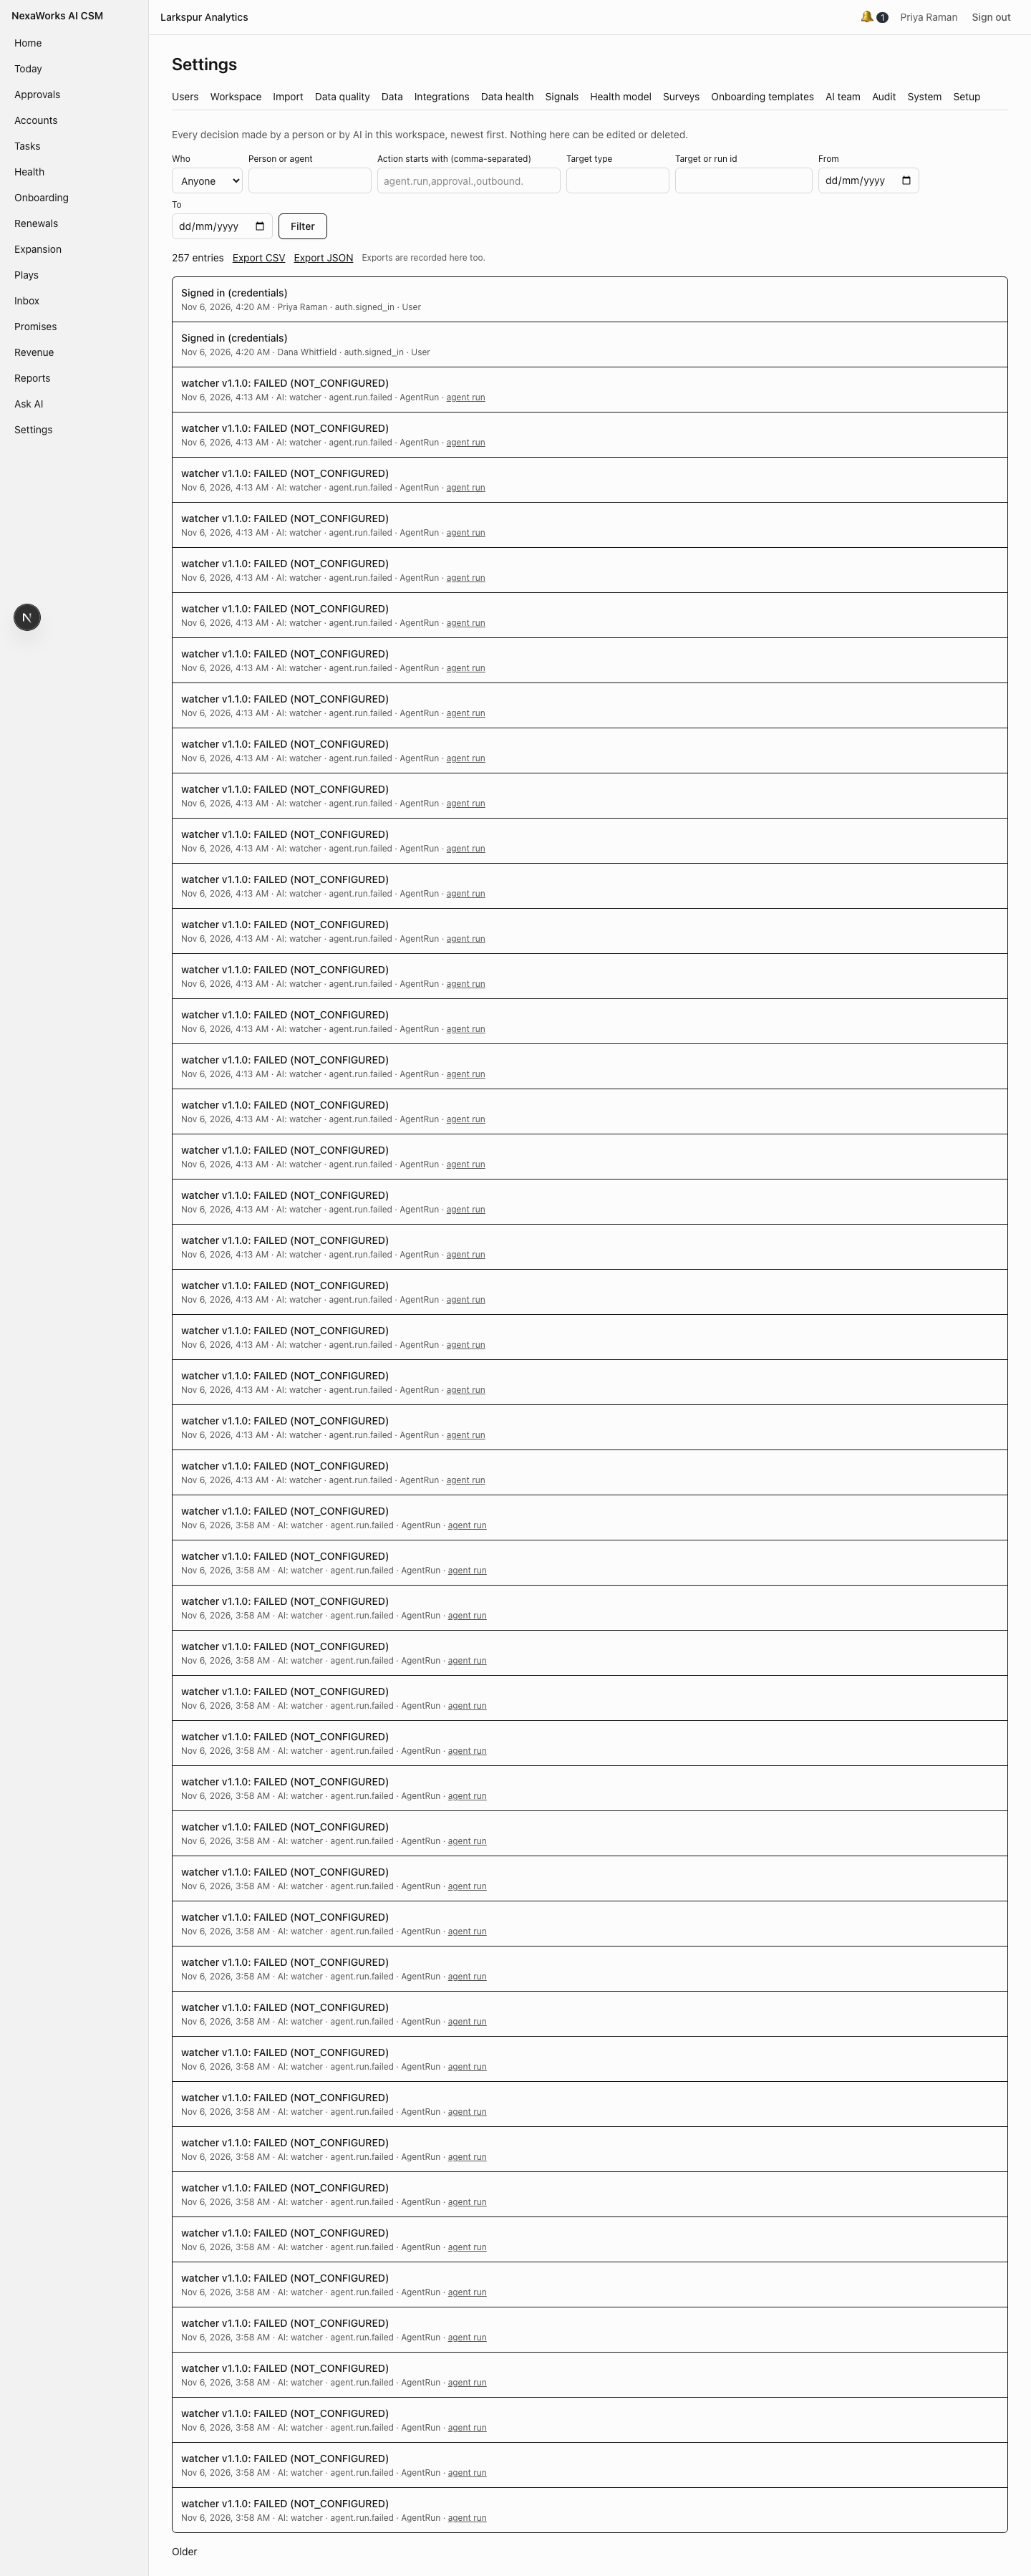 NexaWorks AI CSM
Home
Today
Approvals
Accounts
Tasks
Health
Onboarding
Renewals
Expansion
Plays
Inbox
Promises
Revenue
Reports
Ask AI
Settings
N
Larkspur Analytics
1 Priya Raman Sign out
Settings
Users Workspace Import Data quality Data Integrations Data health Signals Health model Surveys Onboarding templates AI team Audit System Setup
Every decision made by a person or by AI in this workspace, newest first. Nothing here can be edited or deleted.
Who Person or agent Action starts with (comma-separated) Target type Target or run id From
Anyone agent.run,approval.,outbound. dd/mm/yyyy
To
dd/mm/yyyy Filter
257 entries Export CSV Export JSON Exports are recorded here too.
Signed in (credentials)
Nov 6, 2026, 4:20 AM · Priya Raman · auth.signed_in · User
Signed in (credentials)
Nov 6, 2026, 4:20 AM · Dana Whitfield · auth.signed_in · User
watcher v1.1.0: FAILED (NOT_CONFIGURED)
Nov 6, 2026, 4:13 AM · AI: watcher · agent.run.failed · AgentRun · agent run
watcher v1.1.0: FAILED (NOT_CONFIGURED)
Nov 6, 2026, 4:13 AM · AI: watcher · agent.run.failed · AgentRun · agent run
watcher v1.1.0: FAILED (NOT_CONFIGURED)
Nov 6, 2026, 4:13 AM · AI: watcher · agent.run.failed · AgentRun · agent run
watcher v1.1.0: FAILED (NOT_CONFIGURED)
Nov 6, 2026, 4:13 AM · AI: watcher · agent.run.failed · AgentRun · agent run
watcher v1.1.0: FAILED (NOT_CONFIGURED)
Nov 6, 2026, 4:13 AM · AI: watcher · agent.run.failed · AgentRun · agent run
watcher v1.1.0: FAILED (NOT_CONFIGURED)
Nov 6, 2026, 4:13 AM · AI: watcher · agent.run.failed · AgentRun · agent run
watcher v1.1.0: FAILED (NOT_CONFIGURED)
Nov 6, 2026, 4:13 AM · AI: watcher · agent.run.failed · AgentRun · agent run
watcher v1.1.0: FAILED (NOT_CONFIGURED)
Nov 6, 2026, 4:13 AM · AI: watcher · agent.run.failed · AgentRun · agent run
watcher v1.1.0: FAILED (NOT_CONFIGURED)
Nov 6, 2026, 4:13 AM · AI: watcher · agent.run.failed · AgentRun · agent run
watcher v1.1.0: FAILED (NOT_CONFIGURED)
Nov 6, 2026, 4:13 AM · AI: watcher · agent.run.failed · AgentRun · agent run
watcher v1.1.0: FAILED (NOT_CONFIGURED)
Nov 6, 2026, 4:13 AM · AI: watcher · agent.run.failed · AgentRun · agent run
watcher v1.1.0: FAILED (NOT_CONFIGURED)
Nov 6, 2026, 4:13 AM · AI: watcher · agent.run.failed · AgentRun · agent run
watcher v1.1.0: FAILED (NOT_CONFIGURED)
Nov 6, 2026, 4:13 AM · AI: watcher · agent.run.failed · AgentRun · agent run
watcher v1.1.0: FAILED (NOT_CONFIGURED)
Nov 6, 2026, 4:13 AM · AI: watcher · agent.run.failed · AgentRun · agent run
watcher v1.1.0: FAILED (NOT_CONFIGURED)
Nov 6, 2026, 4:13 AM · AI: watcher · agent.run.failed · AgentRun · agent run
watcher v1.1.0: FAILED (NOT_CONFIGURED)
Nov 6, 2026, 4:13 AM · AI: watcher · agent.run.failed · AgentRun · agent run
watcher v1.1.0: FAILED (NOT_CONFIGURED)
Nov 6, 2026, 4:13 AM · AI: watcher · agent.run.failed · AgentRun · agent run
watcher v1.1.0: FAILED (NOT_CONFIGURED)
Nov 6, 2026, 4:13 AM · AI: watcher · agent.run.failed · AgentRun · agent run
watcher v1.1.0: FAILED (NOT_CONFIGURED)
Nov 6, 2026, 4:13 AM · AI: watcher · agent.run.failed · AgentRun · agent run
watcher v1.1.0: FAILED (NOT_CONFIGURED)
Nov 6, 2026, 4:13 AM · AI: watcher · agent.run.failed · AgentRun · agent run
watcher v1.1.0: FAILED (NOT_CONFIGURED)
Nov 6, 2026, 4:13 AM · AI: watcher · agent.run.failed · AgentRun · agent run
watcher v1.1.0: FAILED (NOT_CONFIGURED)
Nov 6, 2026, 4:13 AM · AI: watcher · agent.run.failed · AgentRun · agent run
watcher v1.1.0: FAILED (NOT_CONFIGURED)
Nov 6, 2026, 4:13 AM · AI: watcher · agent.run.failed · AgentRun · agent run
watcher v1.1.0: FAILED (NOT_CONFIGURED)
Nov 6, 2026, 4:13 AM · AI: watcher · agent.run.failed · AgentRun · agent run
watcher v1.1.0: FAILED (NOT_CONFIGURED)
Nov 6, 2026, 4:13 AM · AI: watcher · agent.run.failed · AgentRun · agent run
watcher v1.1.0: FAILED (NOT_CONFIGURED)
Nov 6, 2026, 3:58 AM · AI: watcher · agent.run.failed · AgentRun · agent run
watcher v1.1.0: FAILED (NOT_CONFIGURED)
Nov 6, 2026, 3:58 AM · AI: watcher · agent.run.failed · AgentRun · agent run
watcher v1.1.0: FAILED (NOT_CONFIGURED)
Nov 6, 2026, 3:58 AM · AI: watcher · agent.run.failed · AgentRun · agent run
watcher v1.1.0: FAILED (NOT_CONFIGURED)
Nov 6, 2026, 3:58 AM · AI: watcher · agent.run.failed · AgentRun · agent run
watcher v1.1.0: FAILED (NOT_CONFIGURED)
Nov 6, 2026, 3:58 AM · AI: watcher · agent.run.failed · AgentRun · agent run
watcher v1.1.0: FAILED (NOT_CONFIGURED)
Nov 6, 2026, 3:58 AM · AI: watcher · agent.run.failed · AgentRun · agent run
watcher v1.1.0: FAILED (NOT_CONFIGURED)
Nov 6, 2026, 3:58 AM · AI: watcher · agent.run.failed · AgentRun · agent run
watcher v1.1.0: FAILED (NOT_CONFIGURED)
Nov 6, 2026, 3:58 AM · AI: watcher · agent.run.failed · AgentRun · agent run
watcher v1.1.0: FAILED (NOT_CONFIGURED)
Nov 6, 2026, 3:58 AM · AI: watcher · agent.run.failed · AgentRun · agent run
watcher v1.1.0: FAILED (NOT_CONFIGURED)
Nov 6, 2026, 3:58 AM · AI: watcher · agent.run.failed · AgentRun · agent run
watcher v1.1.0: FAILED (NOT_CONFIGURED)
Nov 6, 2026, 3:58 AM · AI: watcher · agent.run.failed · AgentRun · agent run
watcher v1.1.0: FAILED (NOT_CONFIGURED)
Nov 6, 2026, 3:58 AM · AI: watcher · agent.run.failed · AgentRun · agent run
watcher v1.1.0: FAILED (NOT_CONFIGURED)
Nov 6, 2026, 3:58 AM · AI: watcher · agent.run.failed · AgentRun · agent run
watcher v1.1.0: FAILED (NOT_CONFIGURED)
Nov 6, 2026, 3:58 AM · AI: watcher · agent.run.failed · AgentRun · agent run
watcher v1.1.0: FAILED (NOT_CONFIGURED)
Nov 6, 2026, 3:58 AM · AI: watcher · agent.run.failed · AgentRun · agent run
watcher v1.1.0: FAILED (NOT_CONFIGURED)
Nov 6, 2026, 3:58 AM · AI: watcher · agent.run.failed · AgentRun · agent run
watcher v1.1.0: FAILED (NOT_CONFIGURED)
Nov 6, 2026, 3:58 AM · AI: watcher · agent.run.failed · AgentRun · agent run
watcher v1.1.0: FAILED (NOT_CONFIGURED)
Nov 6, 2026, 3:58 AM · AI: watcher · agent.run.failed · AgentRun · agent run
watcher v1.1.0: FAILED (NOT_CONFIGURED)
Nov 6, 2026, 3:58 AM · AI: watcher · agent.run.failed · AgentRun · agent run
watcher v1.1.0: FAILED (NOT_CONFIGURED)
Nov 6, 2026, 3:58 AM · AI: watcher · agent.run.failed · AgentRun · agent run
watcher v1.1.0: FAILED (NOT_CONFIGURED)
Nov 6, 2026, 3:58 AM · AI: watcher · agent.run.failed · AgentRun · agent run
watcher v1.1.0: FAILED (NOT_CONFIGURED)
Nov 6, 2026, 3:58 AM · AI: watcher · agent.run.failed · AgentRun · agent run
watcher v1.1.0: FAILED (NOT_CONFIGURED)
Nov 6, 2026, 3:58 AM · AI: watcher · agent.run.failed · AgentRun · agent run
Older